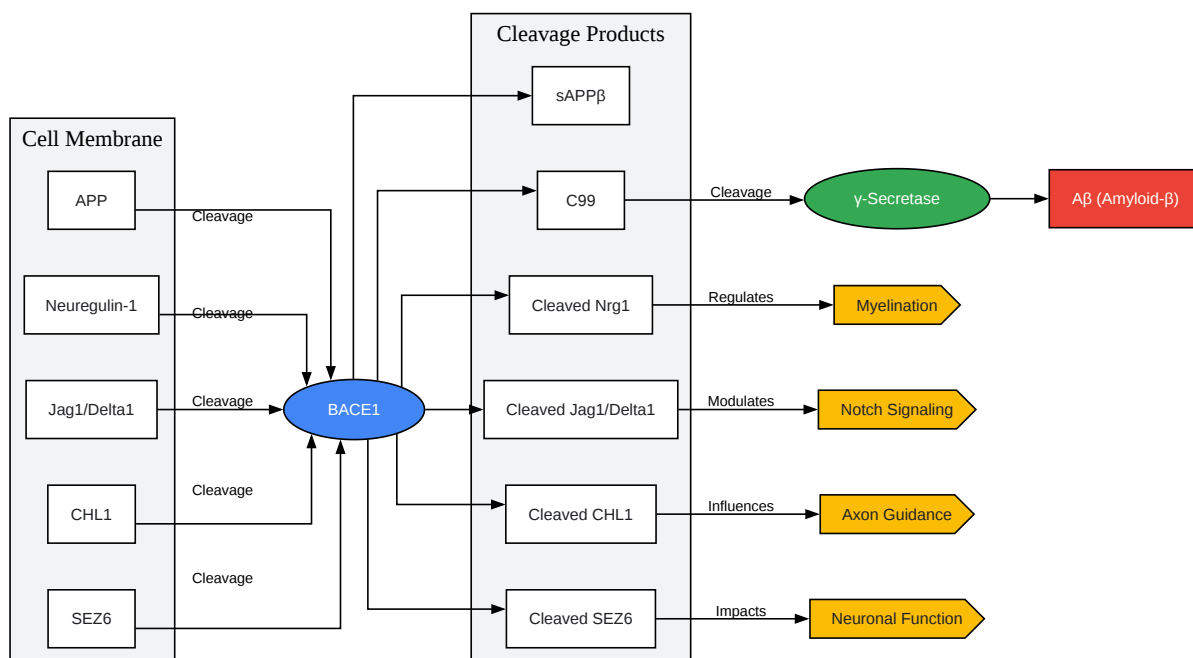 Cleavage Products
sAPPβ
Cell Membrane
APP
Cleavage
C99
Cleavage
γ-Secretase
Aβ (Amyloid-β)
Neuregulin-1
Cleavage
Cleaved Nrg1
Regulates
Myelination
Jag1/Delta1
Cleavage
BACE1
Cleaved Jag1/Delta1
Modulates
Notch Signaling
CHL1
Cleavage
Cleaved CHL1
Influences
Axon Guidance
SEZ6
Cleavage
Cleaved SEZ6
Impacts
Neuronal Function